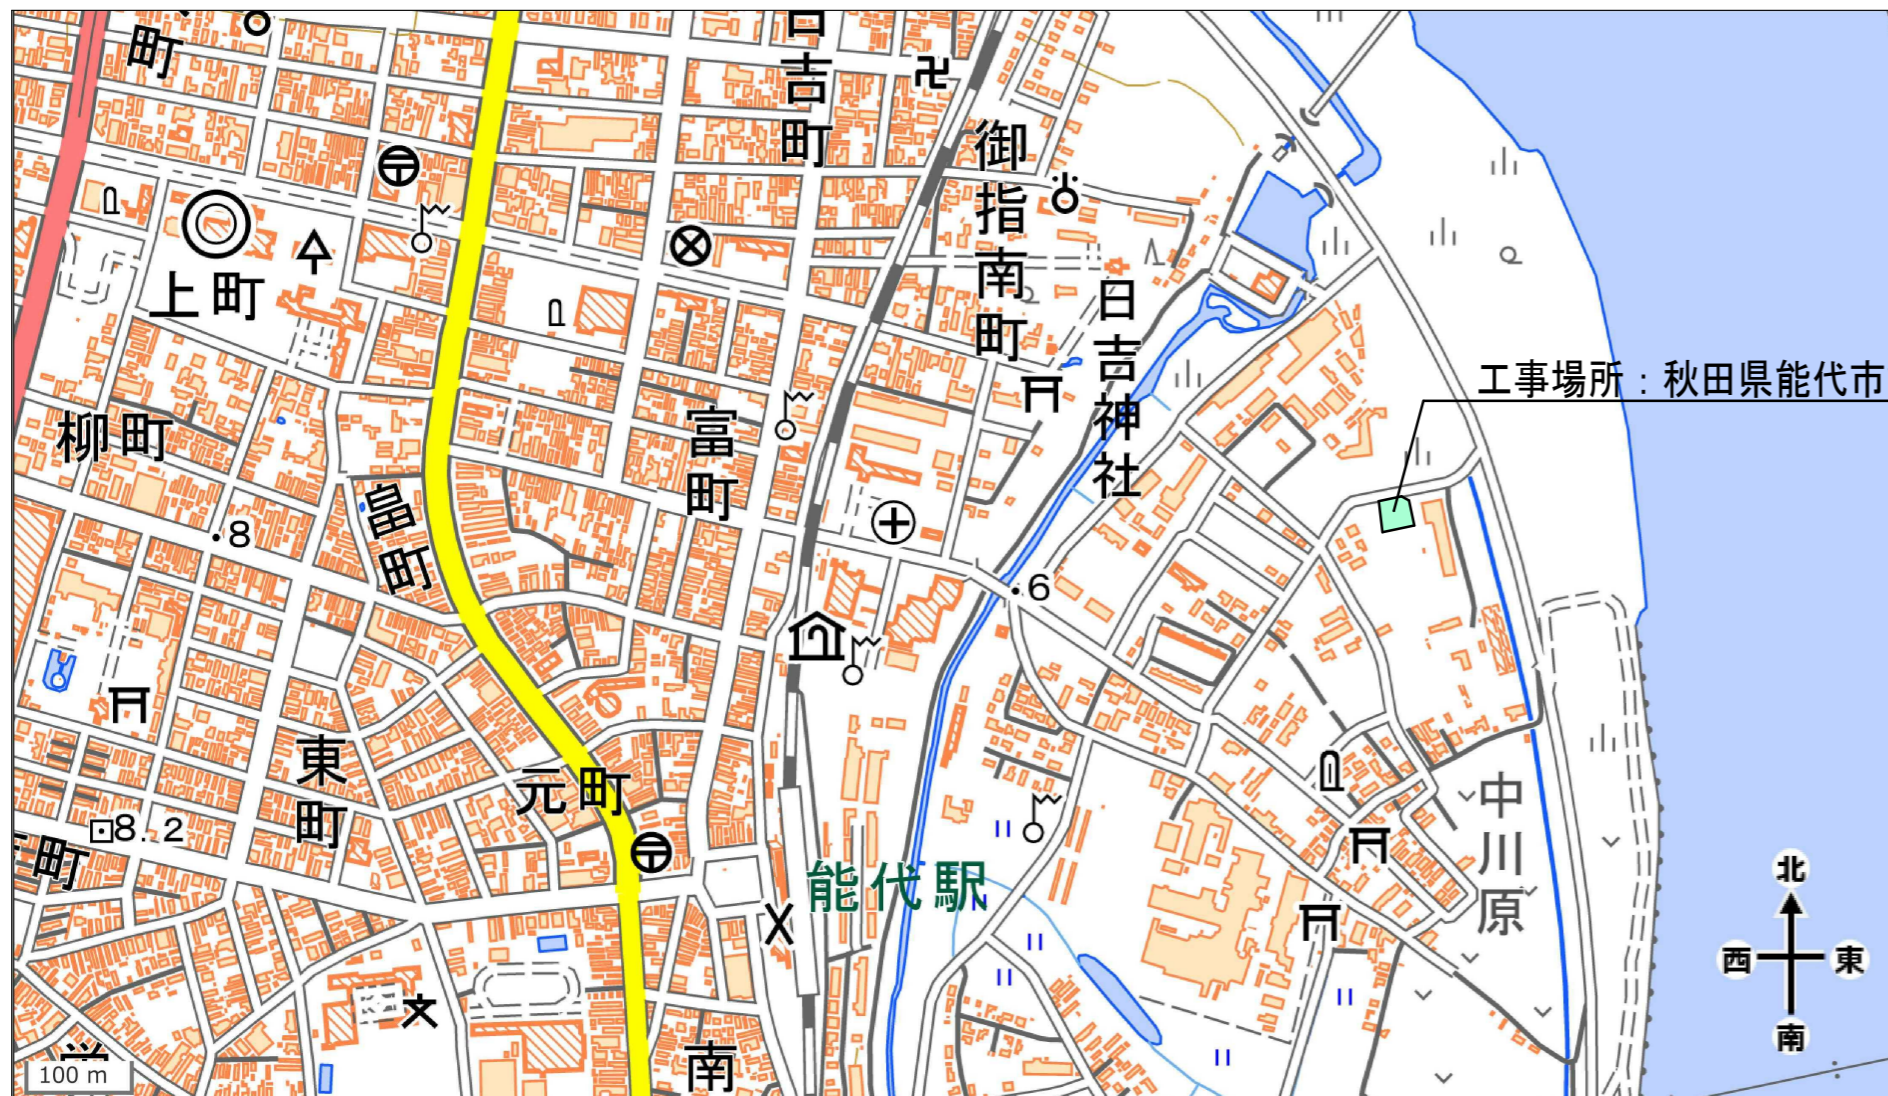 町
日吉町
御指南町
上町
日吉神社
工事場所：秋田県能代市
柳町
富町
畠町
8
6
東町
元町
中川原
8.2
町
能代駅
北
西
東
南
南
100 m